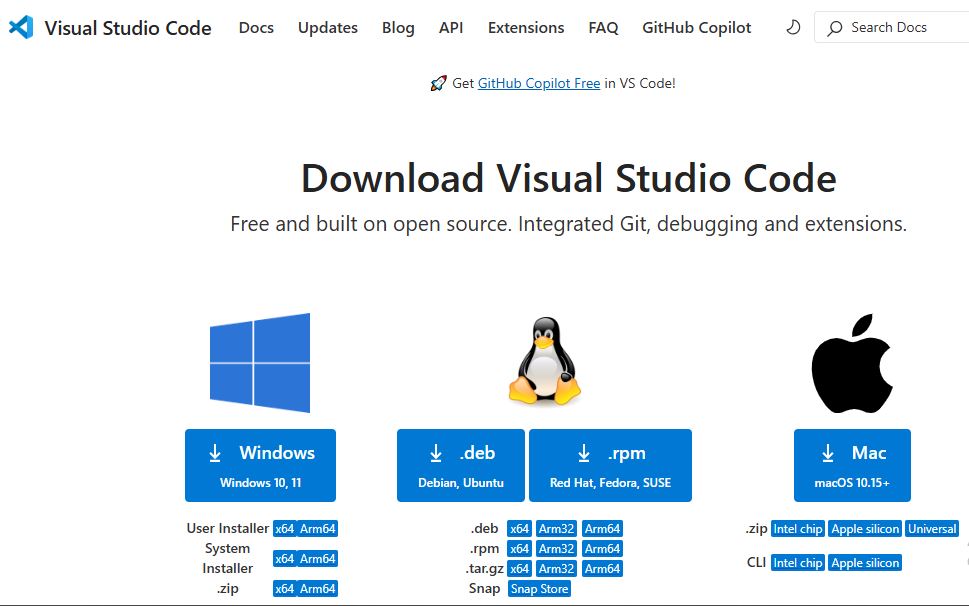 Visual Studio Code Docs Updates Blog API Extensions FAQ GitHub Copilot Search Docs
Get GitHub Copilot Free in VS Code!
Download Visual Studio Code
Free and built on open source. Integrated Git, debugging and extensions.
Windows
Windows 10, 11
User Installer x64 Arm64
System
Installer x64 Arm64
.zip x64 Arm64
.deb
Debian, Ubuntu
.rpm
Red Hat, Fedora, SUSE
.deb x64 Arm32 Arm64
.rpm x64 Arm32 Arm64
.tar.gz x64 Arm32 Arm64
Snap Snap Store
Mac
macOS 10.15+
.zip Intel chip Apple silicon Universal
CLI Intel chip Apple silicon